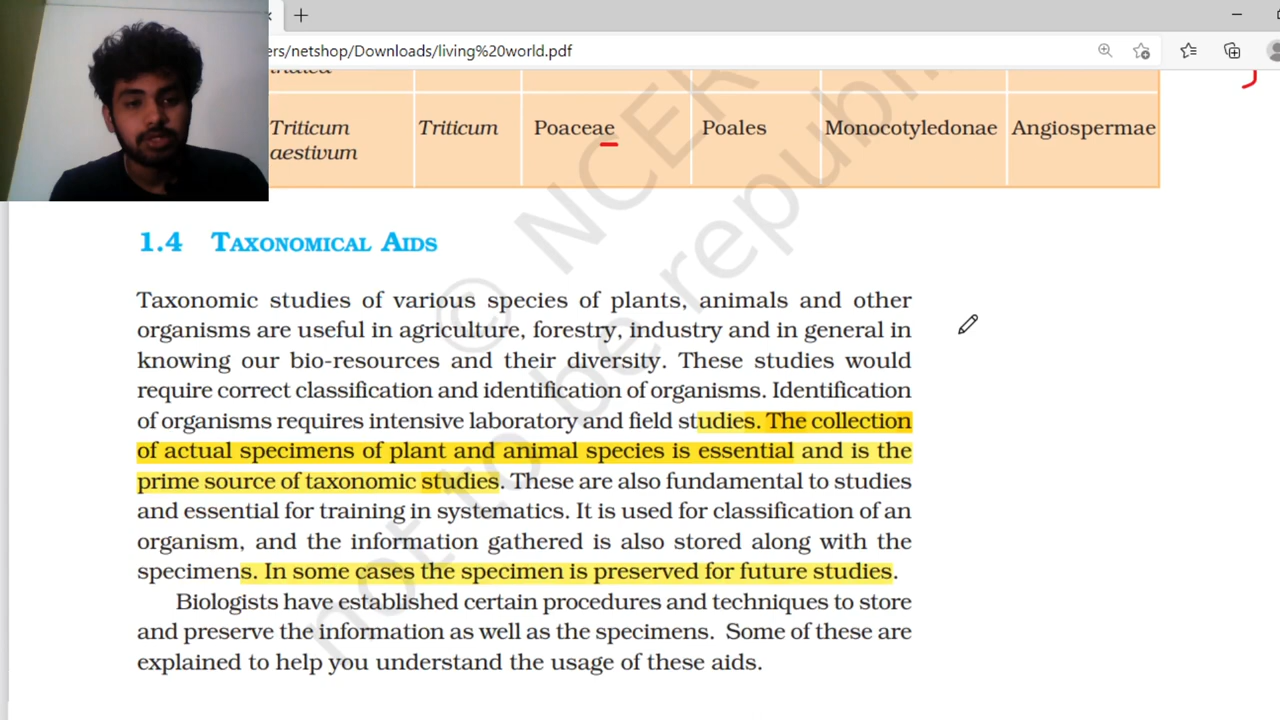 ers/netshop/Downloads/living%20world.pdf
Triticum Triticum Poaceae Poales Monocotyledonae Angiospermae
aestivum
1.4 TAXONOMICAL AIDS
Taxonomic studies of various species of plants, animals and other
organisms are useful in agriculture, forestry, industry and in general in
knowing our bio-resources and their diversity. These studies would
require correct classification and identification of organisms. Identification
of organisms requires intensive laboratory and field studies. The collection
of actual specimens of plant and animal species is essential and is the
prime source of taxonomic studies. These are also fundamental to studies
and essential for training in systematics. It is used for classification of an
organism, and the information gathered is also stored along with the
specimens. In some cases the specimen is preserved for future studies.
Biologists have established certain procedures and techniques to store
and preserve the information as well as the specimens. Some of these are
explained to help you understand the usage of these aids.
© NCER
not to be republi